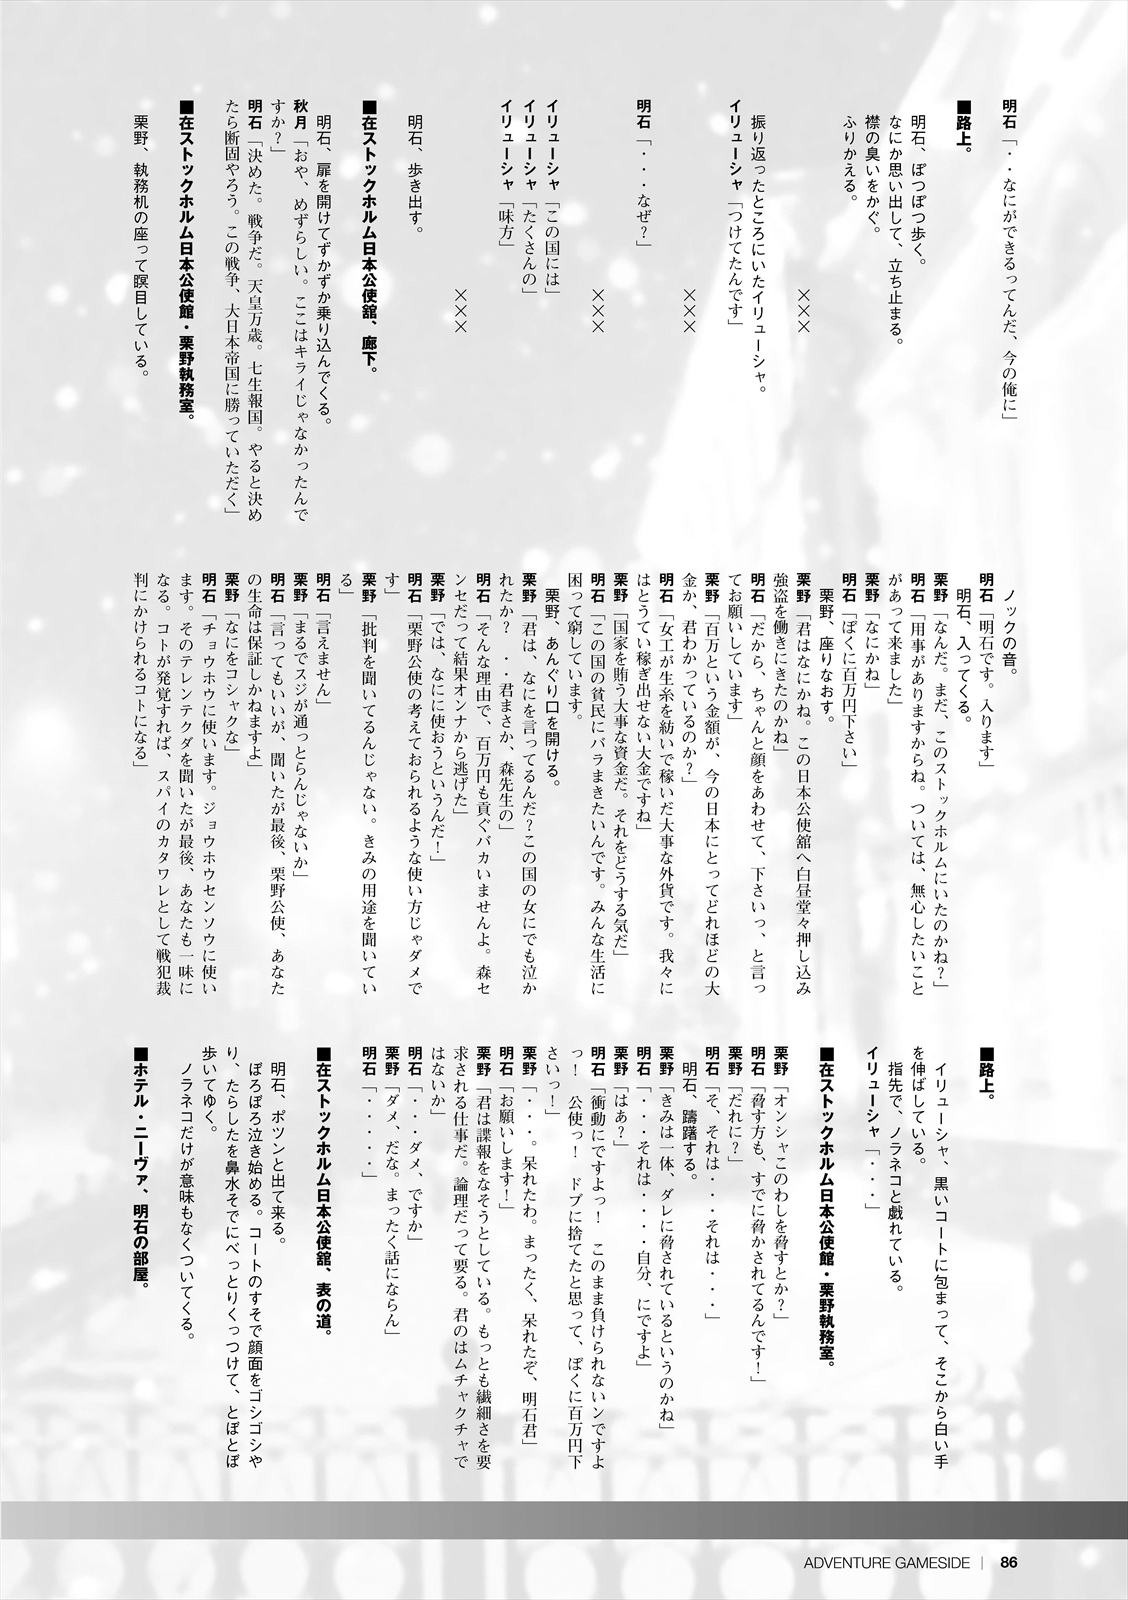 明石「・・なにができるってんだ、今の俺に」
■路上。
明石、ぽつぽつ歩く。
なにか思い出して、立ち止まる。
襟の臭いをかぐ。
ふりかえる。
×××
振り返ったところにいたイリューシャ。
イリューシャ「つけてたんです」
×××
明石「・・・なぜ？」
×××
イリューシャ「この国には」
イリューシャ「たくさんの」
イリューシャ「味方」
×××
明石、歩き出す。
■在ストックホルム日本公使舘、廊下。
明石、扉を開けてずかずか乗り込んでくる。
秋月「おや、めずらしい。ここはキライじゃなかったんで
すか？」
明石「決めた。戦争だ。天皇万歳。七生報国。やると決め
たら断固やろう。この戦争、大日本帝国に勝っていただく」
■在ストックホルム日本公使館・栗野執務室。
栗野、執務机の座って瞑目している。
ノックの音。
明石「明石です。入ります」
明石、入ってくる。
栗野「なんだ。まだ、このストックホルムにいたのかね？」
明石「用事がありますからね。ついては、無心したいこと
があって来ました」
栗野「なにかね」
明石「ぼくに百万円下さい」
栗野、座りなおす。
栗野「君はなにかね。この日本公使舘へ白昼堂々押し込み
強盗を働きにきたのかね」
明石「だから、ちゃんと顔をあわせて、下さいっ、と言っ
てお願いしています」
栗野「百万という金額が、今の日本にとってどれほどの大
金か、君わかっているのか？」
明石「女工が生糸を紡いで稼いだ大事な外貨です。我々に
はとうてい稼ぎ出せない大金ですね」
栗野「国家を賄う大事な資金だ。それをどうする気だ」
明石「この国の貧民にバラまきたいんです。みんな生活に
困って窮しています。
栗野、あんぐり口を開ける。
栗野「君は、なにを言ってるんだ？この国の女にでも泣か
れたか？　・・君まさか、森先生の」
明石「そんな理由で、百万円も貢ぐバカいませんよ。森セ
ンセだって結果オンナから逃げた」
栗野「では、なにに使おうというんだ！」
明石「栗野公使の考えておられるような使い方じゃダメで
す」
栗野「批判を聞いてるんじゃない。きみの用途を聞いてい
る」
明石「言えません」
栗野「まるでスジが通っとらんじゃないか」
明石「言ってもいいが、聞いたが最後、栗野公使、あなた
の生命は保証しかねますよ」
栗野「なにをコシャクな」
明石「チョウホウに使います。ジョウホウセンソウに使い
ます。そのテレンテクダを聞いたが最後、あなたも一味に
なる。コトが発覚すれば、スパイのカタワレとして戦犯裁
判にかけられるコトになる」
■路上。
イリューシャ、黒いコートに包まって、そこから白い手
を伸ばしている。
指先で、ノラネコと戯れている。
イリューシャ「・・・」
■在ストックホルム日本公使館・栗野執務室。
栗野「オンシャこのわしを脅すとか？」
明石「脅す方も、すでに脅かされてるんです！」
栗野「だれに？」
明石「そ、それは・・・それは・・・」
明石、躊躇する。
栗野「きみは一体、ダレに脅されているというのかね」
明石「・・・・それは・・・・自分、にですよ」
栗野「はあ？」
明石「衝動にですよっ！　このまま負けられないンですよ
っ！　公使っ！　ドブに捨てたと思って、ぼくに百万円下
さいっ！」
栗野「・・・。呆れたわ。まったく、呆れたぞ、明石君」
明石「お願いします！」
栗野「君は諜報をなそうとしている。もっとも繊細さを要
求される仕事だ。論理だって要る。君のはムチャクチャで
はないか」
明石「・・・ダメ、ですか」
栗野「ダメ、だな。まったく話にならん」
明石「・・・・・」
■在ストックホルム日本公使舘、表の道。
明石、ポツンと出て来る。
ぼろぼろ泣き始める。コートのすそで顔面をゴシゴシや
り、たらしたを鼻水そでにべっとりくっつけて、とぼとぼ
歩いてゆく。
ノラネコだけが意味もなくついてくる。
■ホテル・ニーヴァ、明石の部屋。
ADVENTURE GAMESIDE | 86